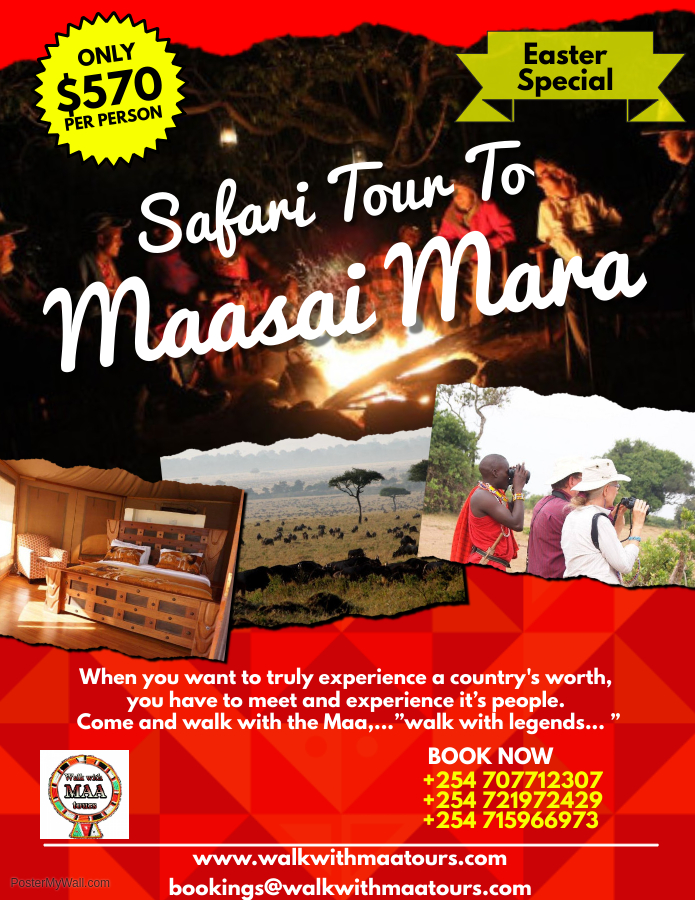 ONLY
$570
PER PERSON
Easter
Special
Safari Tour To
Maasai Mara
When you want to truly experience a country's worth,
you have to meet and experience it’s people.
Come and walk with the Maa,...”walk with legends... ”
BOOK NOW
+254 707712307
+254 721972429
+254 715966973
Walk with
MAA
tours
www.walkwithmaatours.com
PosterMyWall.com
bookings@walkwithmaatours.com